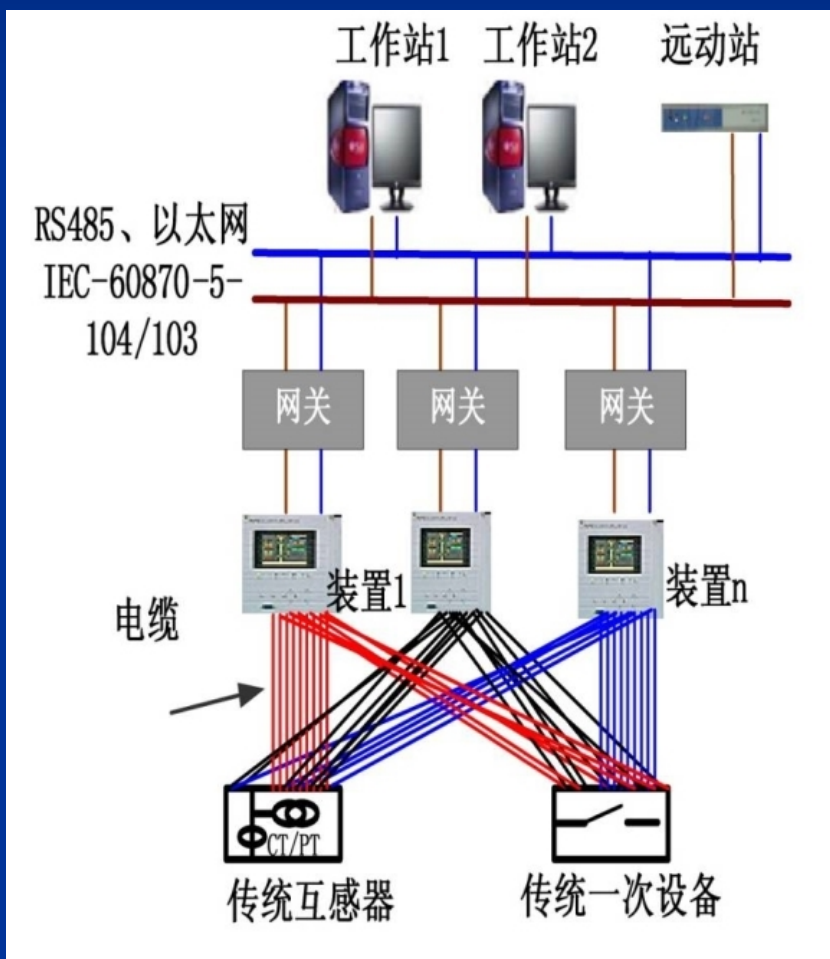 工作站1 工作站2 远动站
RS485、以太网
IEC-60870-5-
104/103
网关 网关 网关
装置1 装置n
电缆
CT/PT
传统互感器 传统一次设备